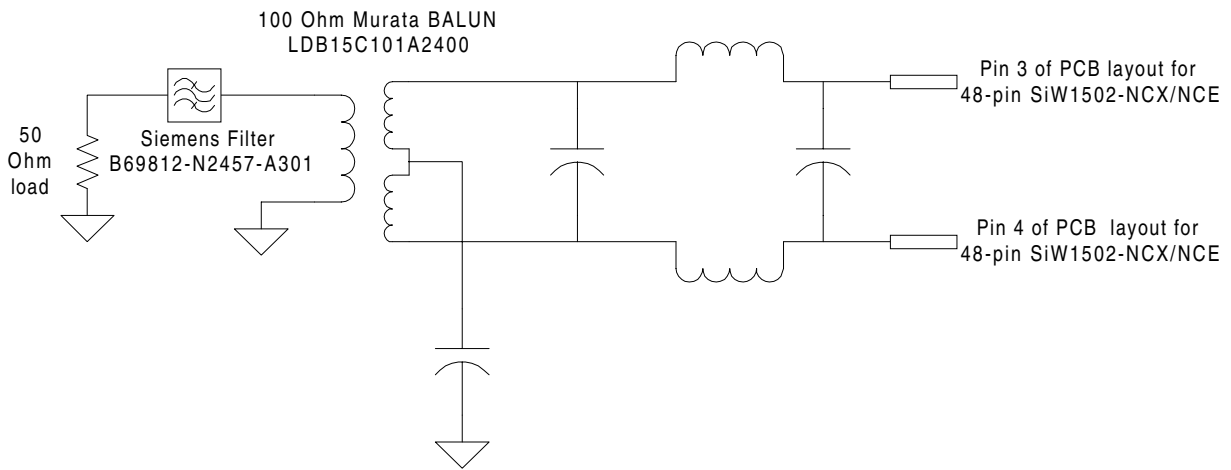 100 Ohm Murata BALUN
LDB15C101A2400
Pin 3 of PCB layout for
48-pin SiW1502-NCX/NCE
50
Ohm
load
Siemens Filter
B69812-N2457-A301
Pin 4 of PCB layout for
48-pin SiW1502-NCX/NCE